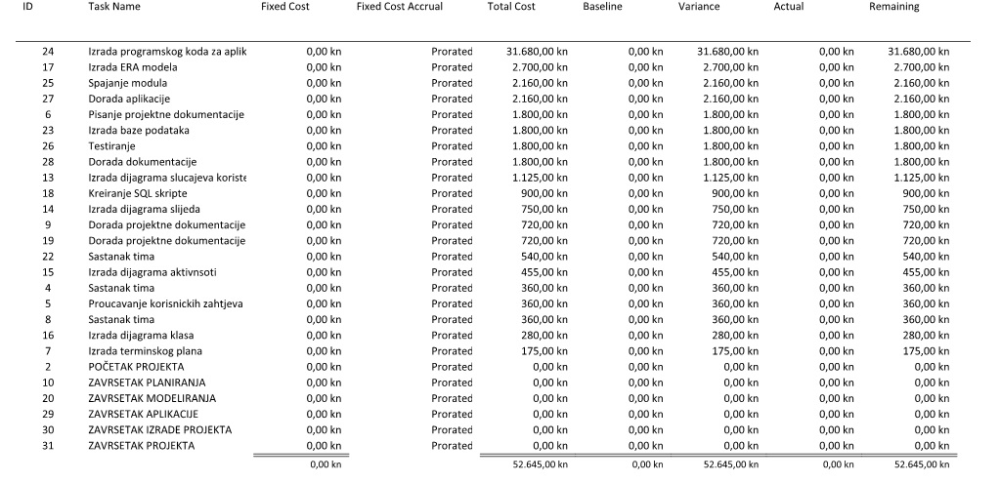 ID Task Name Fixed Cost Fixed Cost Accrual Total Cost Baseline Variance Actual Remaining
24 Izrada programskog koda za aplik 0,00 kn Prorated 31.680,00 kn 0,00 kn 31.680,00 kn 0,00 kn 31.680,00 kn
17 Izrada ERA modela 0,00 kn Prorated 2.700,00 kn 0,00 kn 2.700,00 kn 0,00 kn 2.700,00 kn
25 Spajanje modula 0,00 kn Prorated 2.160,00 kn 0,00 kn 2.160,00 kn 0,00 kn 2.160,00 kn
27 Dorada aplikacije 0,00 kn Prorated 2.160,00 kn 0,00 kn 2.160,00 kn 0,00 kn 2.160,00 kn
6 Pisanje projektne dokumentacije 0,00 kn Prorated 1.800,00 kn 0,00 kn 1.800,00 kn 0,00 kn 1.800,00 kn
23 Izrada baze podataka 0,00 kn Prorated 1.800,00 kn 0,00 kn 1.800,00 kn 0,00 kn 1.800,00 kn
26 Testiranje 0,00 kn Prorated 1.800,00 kn 0,00 kn 1.800,00 kn 0,00 kn 1.800,00 kn
28 Dorada dokumentacije 0,00 kn Prorated 1.800,00 kn 0,00 kn 1.800,00 kn 0,00 kn 1.800,00 kn
13 Izrada dijagrama slucajeva koriste 0,00 kn Prorated 1.125,00 kn 0,00 kn 1.125,00 kn 0,00 kn 1.125,00 kn
18 Kreiranje SQL skripte 0,00 kn Prorated 900,00 kn 0,00 kn 900,00 kn 0,00 kn 900,00 kn
14 Izrada dijagrama slijeda 0,00 kn Prorated 750,00 kn 0,00 kn 750,00 kn 0,00 kn 750,00 kn
9 Dorada projektne dokumentacije 0,00 kn Prorated 720,00 kn 0,00 kn 720,00 kn 0,00 kn 720,00 kn
19 Dorada projektne dokumentacije 0,00 kn Prorated 720,00 kn 0,00 kn 720,00 kn 0,00 kn 720,00 kn
22 Sastanak tima 0,00 kn Prorated 540,00 kn 0,00 kn 540,00 kn 0,00 kn 540,00 kn
15 Izrada dijagrama aktivnsoti 0,00 kn Prorated 455,00 kn 0,00 kn 455,00 kn 0,00 kn 455,00 kn
4 Sastanak tima 0,00 kn Prorated 360,00 kn 0,00 kn 360,00 kn 0,00 kn 360,00 kn
5 Proucavanje korisnickih zahtjeva 0,00 kn Prorated 360,00 kn 0,00 kn 360,00 kn 0,00 kn 360,00 kn
8 Sastanak tima 0,00 kn Prorated 360,00 kn 0,00 kn 360,00 kn 0,00 kn 360,00 kn
16 Izrada dijagrama klasa 0,00 kn Prorated 280,00 kn 0,00 kn 280,00 kn 0,00 kn 280,00 kn
7 Izrada terminskog plana 0,00 kn Prorated 175,00 kn 0,00 kn 175,00 kn 0,00 kn 175,00 kn
2 POČETAK PROJEKTA 0,00 kn Prorated 0,00 kn 0,00 kn 0,00 kn 0,00 kn 0,00 kn
10 ZAVRSETAK PLANIRANJA 0,00 kn Prorated 0,00 kn 0,00 kn 0,00 kn 0,00 kn 0,00 kn
20 ZAVRSETAK MODELIRANJA 0,00 kn Prorated 0,00 kn 0,00 kn 0,00 kn 0,00 kn 0,00 kn
29 ZAVRSETAK APLIKACIJE 0,00 kn Prorated 0,00 kn 0,00 kn 0,00 kn 0,00 kn 0,00 kn
30 ZAVRSETAK IZRADE PROJEKTA 0,00 kn Prorated 0,00 kn 0,00 kn 0,00 kn 0,00 kn 0,00 kn
31 ZAVRSETAK PROJEKTA 0,00 kn Prorated 0,00 kn 0,00 kn 0,00 kn 0,00 kn 0,00 kn
0,00 kn 52.645,00 kn 0,00 kn 52.645,00 kn 0,00 kn 52.645,00 kn